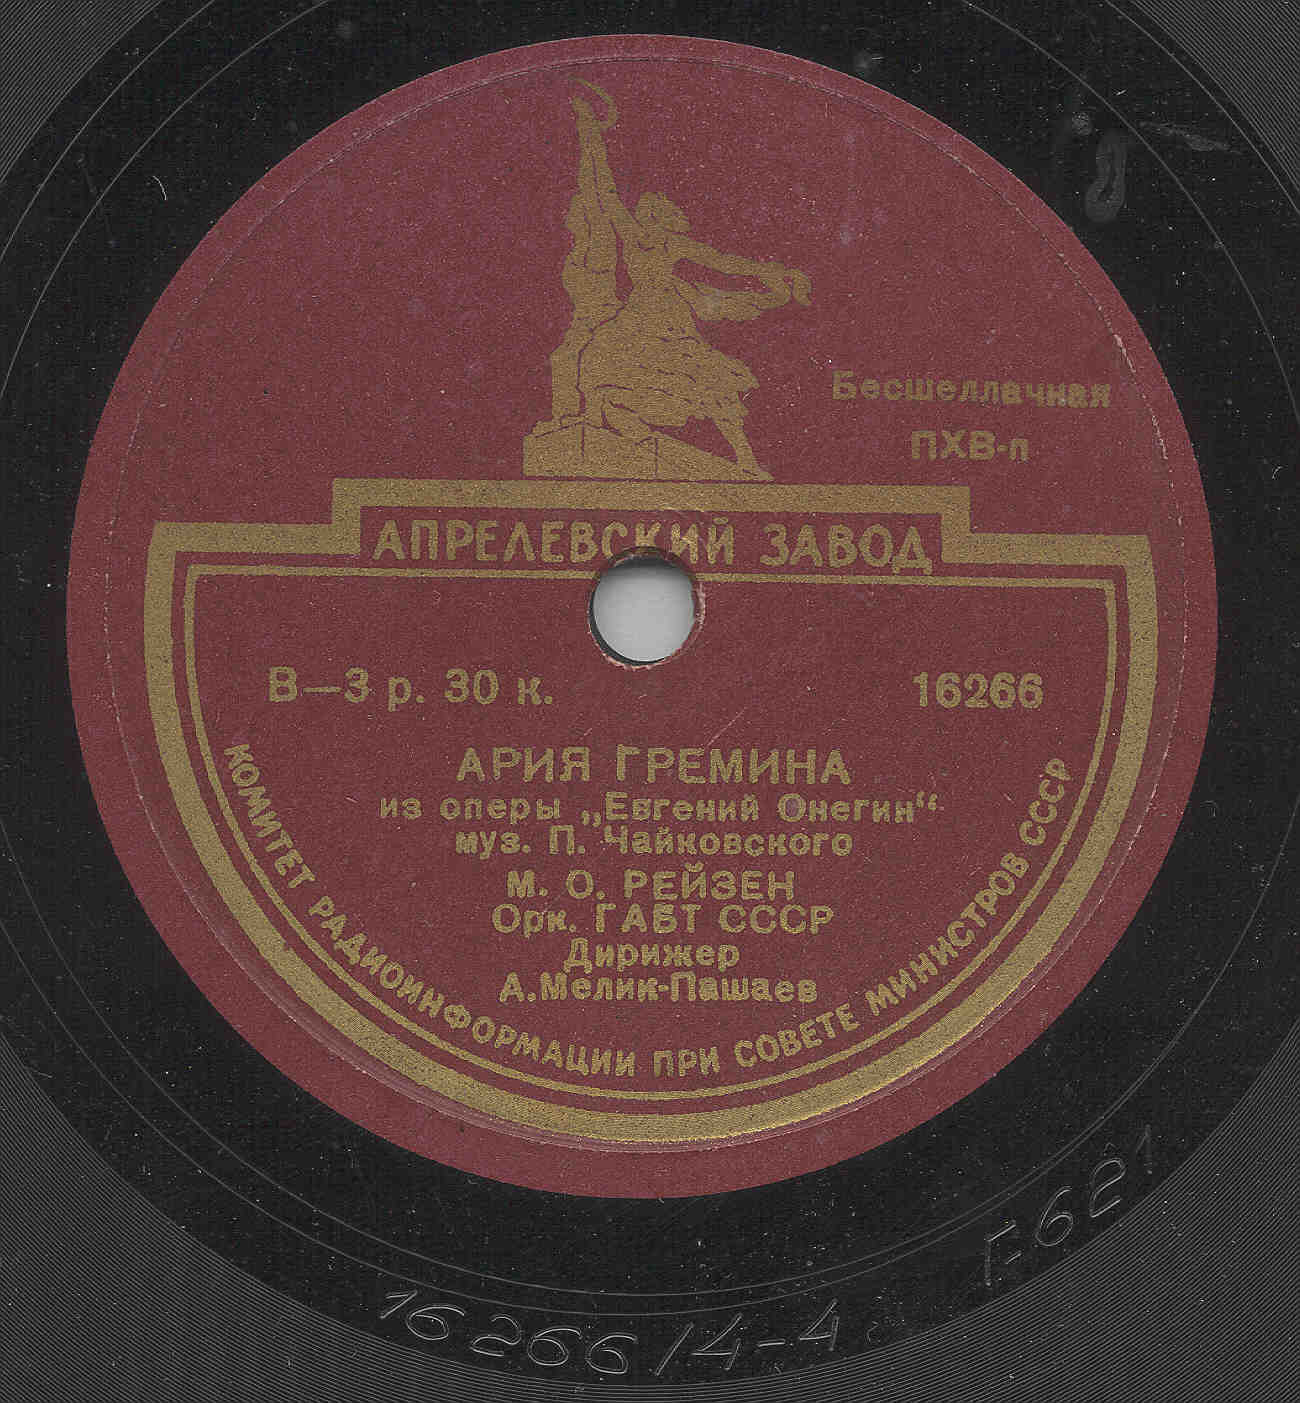 Бесшеллачная
ПХВ-п
АПРЕЛЕВСКИЙ ЗАВОД
В—3 р. 30 к.
16266
АРИЯ ГРЕМИНА
из оперы „Евгений Онегин“
муз. П. Чайковского
М. О. РЕЙЗЕН
Орк. ГАБТ СССР
Дирижер
А.Мелик-Пашаев
КОМИТЕТ РАДИОИНФОРМАЦИИ ПРИ СОВЕТЕ МИНИСТРОВ СССР
16266/4-4
F621